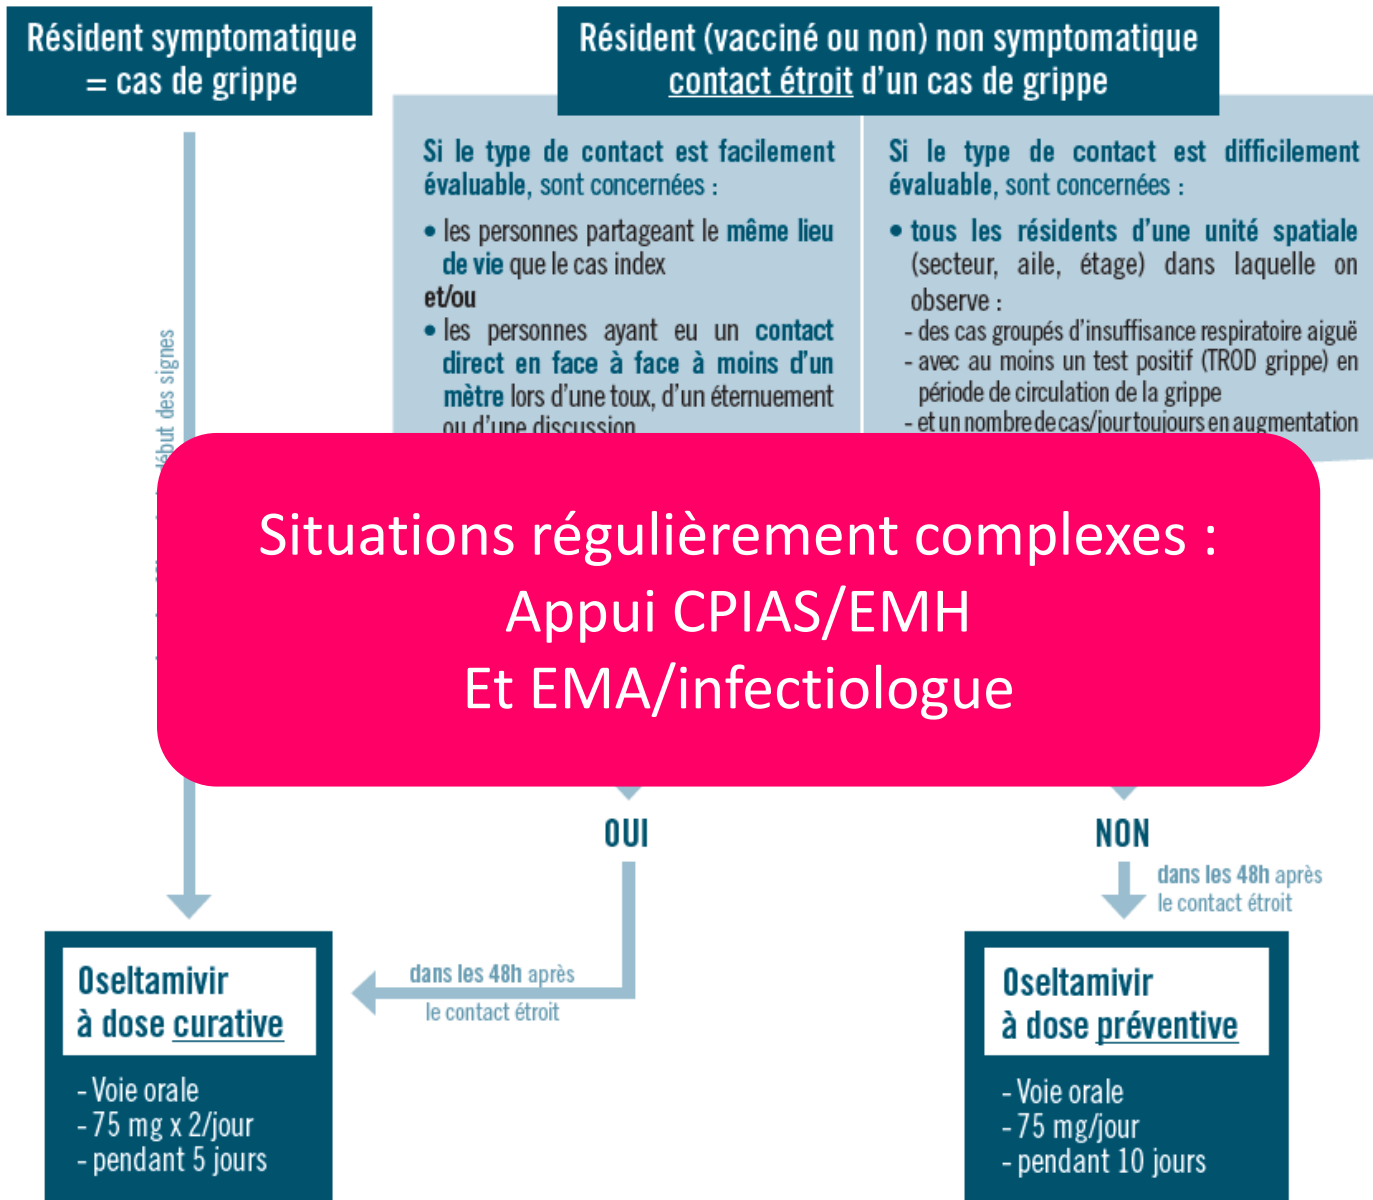 Résident symptomatique
= cas de grippe
Résident (vacciné ou non) non symptomatique
contact étroit d'un cas de grippe
Si le type de contact est facilement
évaluable, sont concernées :
• les personnes partageant le même lieu
de vie que le cas index
et/ou
• les personnes ayant eu un contact
direct en face à face à moins d'un
mètre lors d'une toux, d'un éternuement
ou d'une discussion
Si le type de contact est difficilement
évaluable, sont concernées :
• tous les résidents d'une unité spatiale
(secteur, aile, étage) dans laquelle on
observe :
- des cas groupés d'insuffisance respiratoire aiguë
- avec au moins un test positif (TROD grippe) en
période de circulation de la grippe
- et un nombre de cas/jour toujours en augmentation
début des signes
Situations régulièrement complexes :
Appui CPIAS/EMH
Et EMA/infectiologue
OUI
NON
dans les 48h après
le contact étroit
dans les 48h après
le contact étroit
Oseltamivir
à dose curative
- Voie orale
- 75 mg x 2/jour
- pendant 5 jours
Oseltamivir
à dose préventive
- Voie orale
- 75 mg/jour
- pendant 10 jours